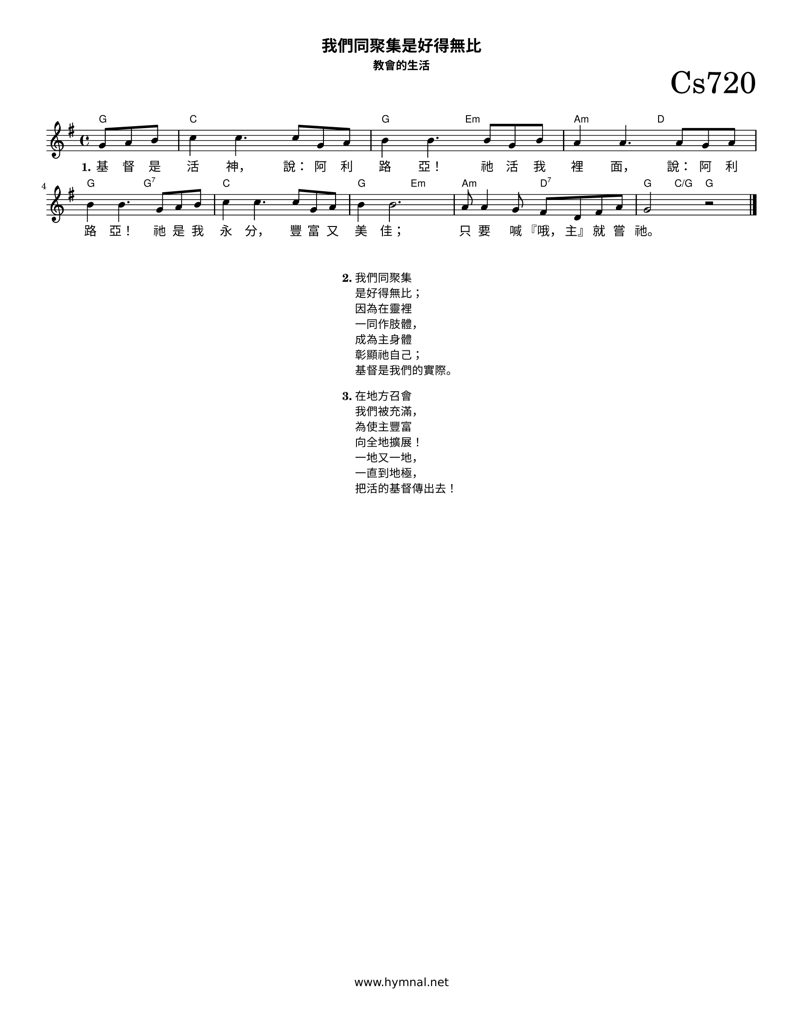 我們同聚集是好得無比
教會的生活
Cs720
G C G Em Am D
1. 基 督 是 活 神， 說： 阿 利 路 亞！ 祂 活 我 裡 面， 說： 阿 利
4 G G7 C G Em Am D7 G C/G G
路 亞！ 祂 是 我 永 分， 豐 富 又 美 佳； 只 要 喊 『哦， 主』 就 嘗 祂。
2. 我們同聚集
是好得無比；
因為在靈裡
一同作肢體，
成為主身體
彰顯祂自己；
基督是我們的實際。
3. 在地方召會
我們被充滿，
為使主豐富
向全地擴展！
一地又一地，
一直到地極，
把活的基督傳出去！
www.hymnal.net